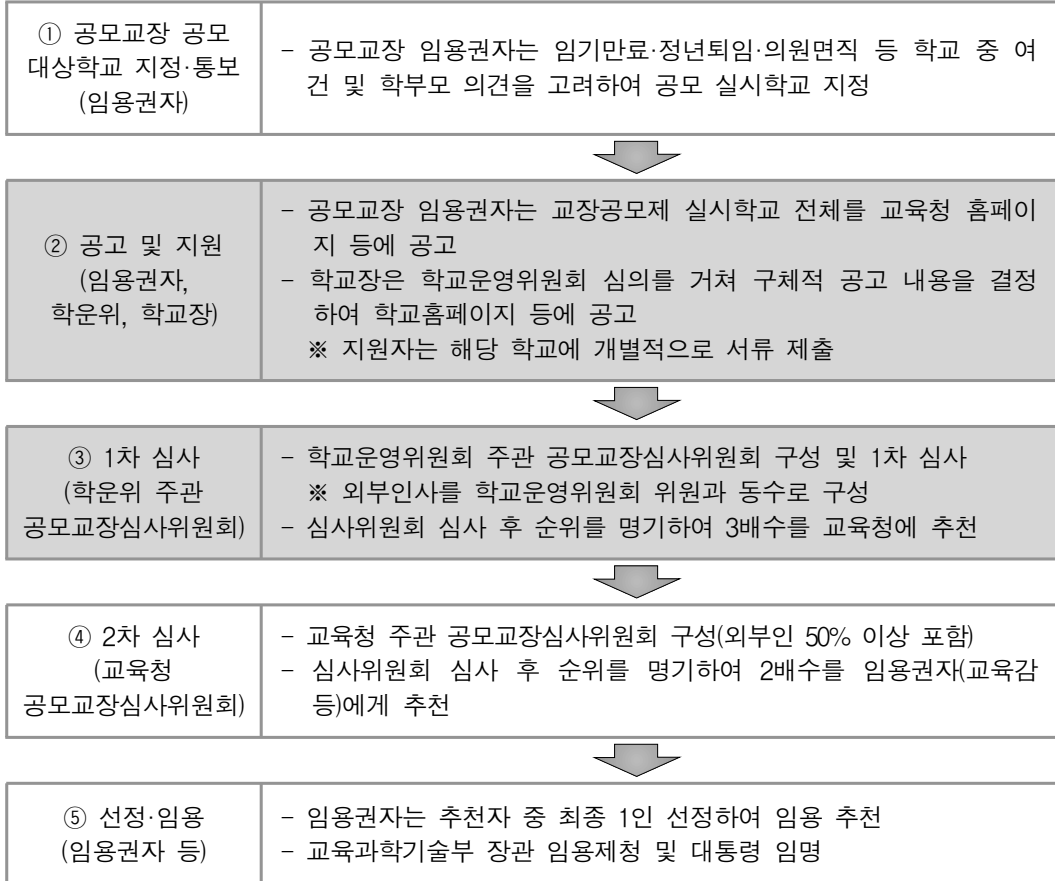 ① 공모교장 공모
대상학교 지정·통보
(임용권자)
- 공모교장 임용권자는 임기만료·정년퇴임·의원면직 등 학교 중 여
건 및 학부모 의견을 고려하여 공모 실시학교 지정
② 공고 및 지원
(임용권자,
학운위, 학교장)
- 공모교장 임용권자는 교장공모제 실시학교 전체를 교육청 홈페이
지 등에 공고
- 학교장은 학교운영위원회 심의를 거쳐 구체적 공고 내용을 결정
하여 학교홈페이지 등에 공고
※ 지원자는 해당 학교에 개별적으로 서류 제출
③ 1차 심사
(학운위 주관
공모교장심사위원회)
- 학교운영위원회 주관 공모교장심사위원회 구성 및 1차 심사
※ 외부인사를 학교운영위원회 위원과 동수로 구성
- 심사위원회 심사 후 순위를 명기하여 3배수를 교육청에 추천
④ 2차 심사
(교육청
공모교장심사위원회)
- 교육청 주관 공모교장심사위원회 구성(외부인 50% 이상 포함)
- 심사위원회 심사 후 순위를 명기하여 2배수를 임용권자(교육감
등)에게 추천
⑤ 선정·임용
(임용권자 등)
- 임용권자는 추천자 중 최종 1인 선정하여 임용 추천
- 교육과학기술부 장관 임용제청 및 대통령 임명